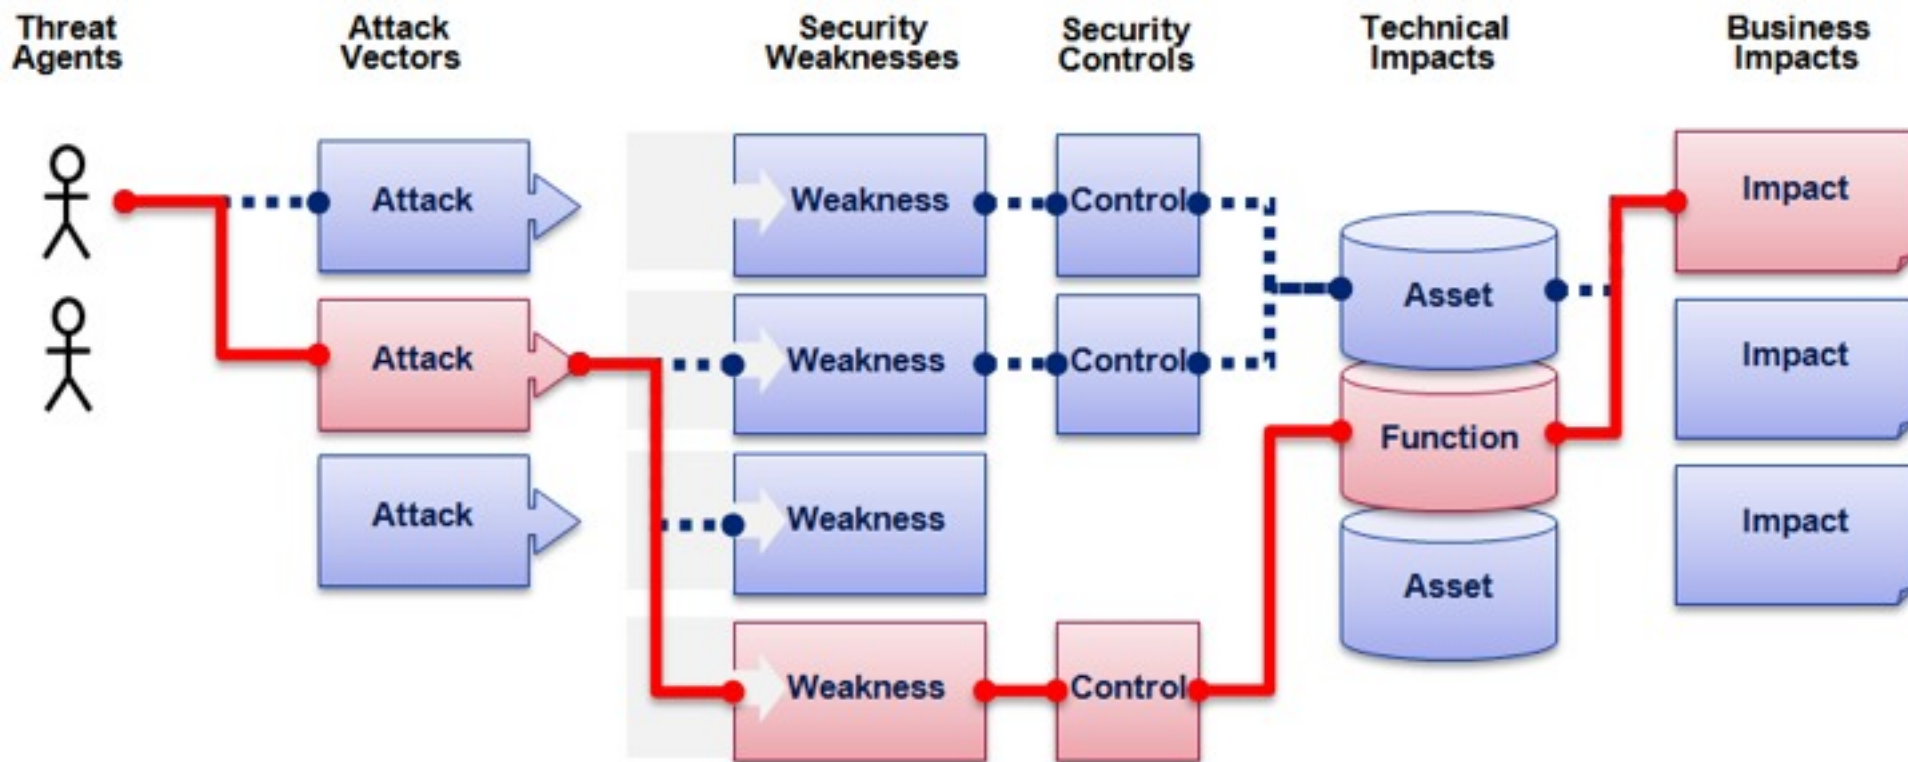 Threat
Agents
Attack
Vectors
Security
Weaknesses
Security
Controls
Technical
Impacts
Business
Impacts
Attack
Weakness
Control
Impact
Asset
Attack
Weakness
Control
Impact
Function
Attack
Weakness
Impact
Asset
Weakness
Control